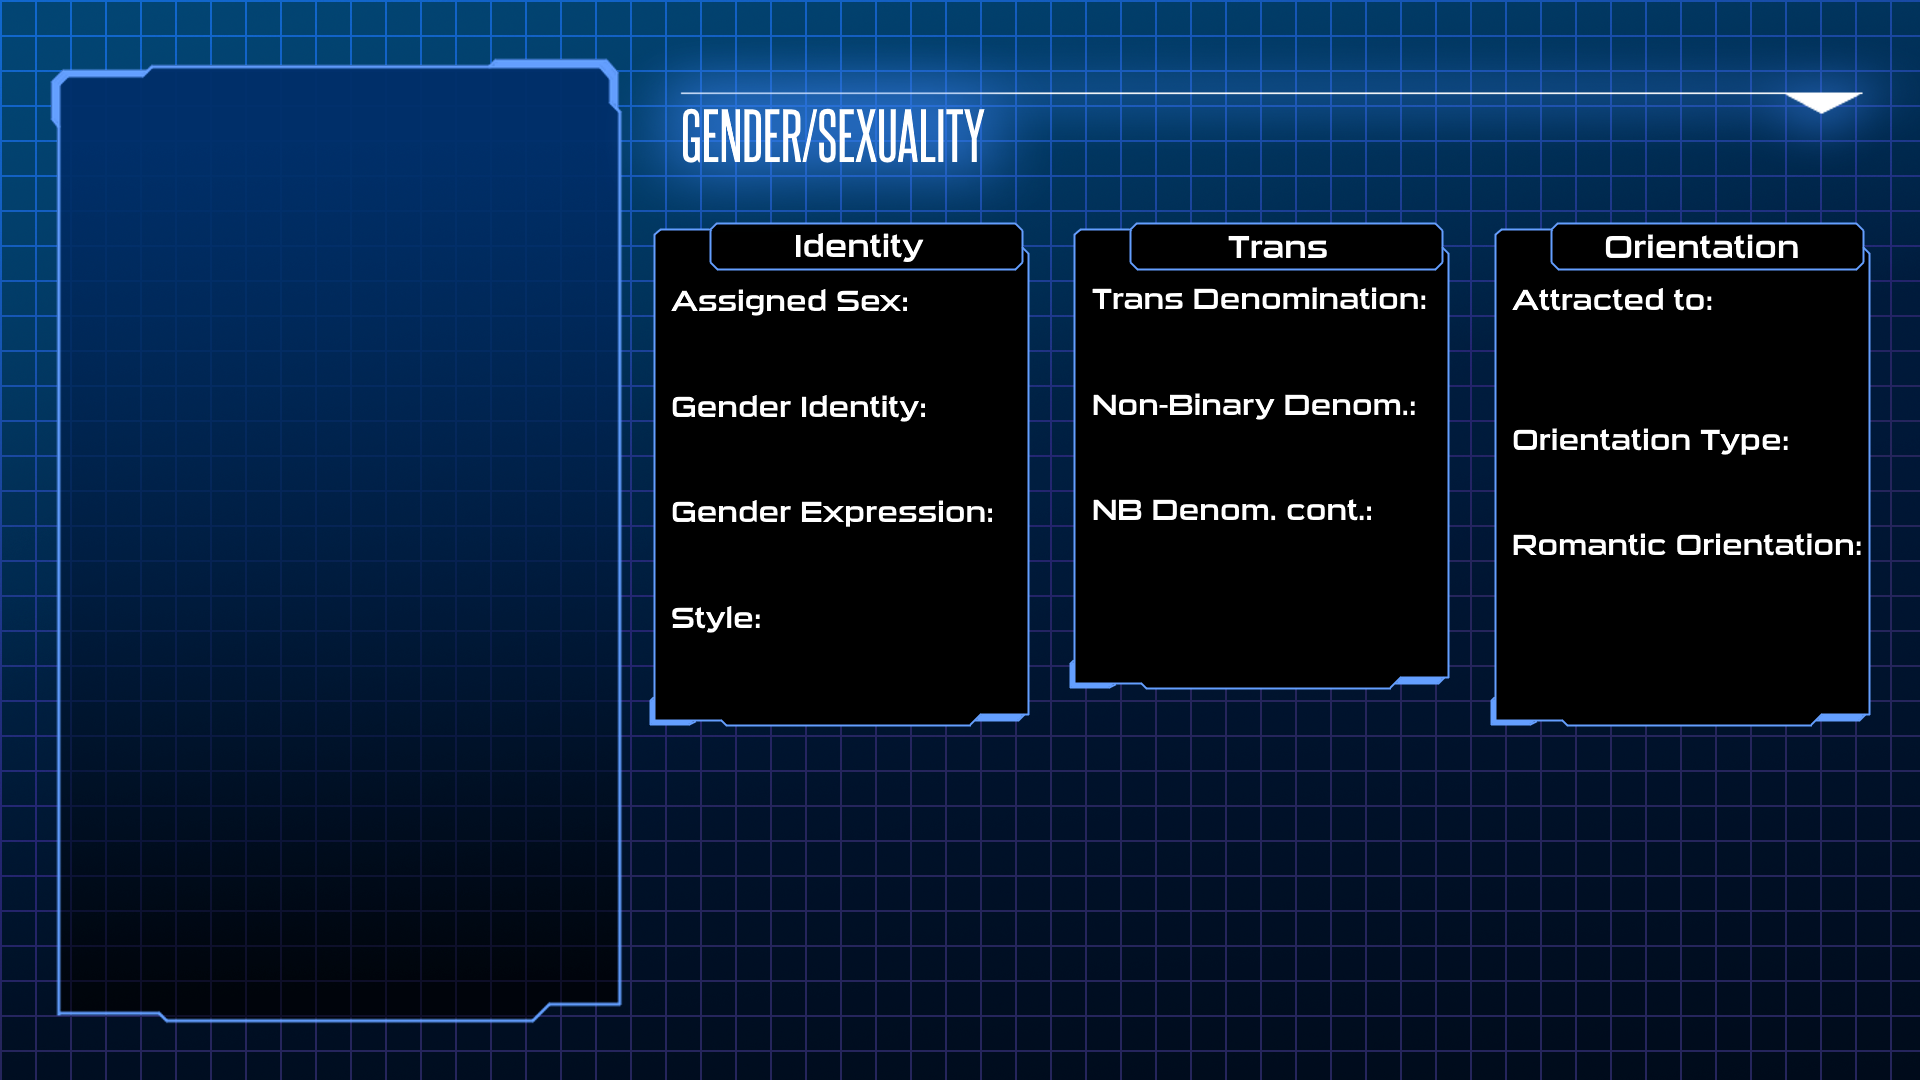 GENDER/SEXUALITY
Identity
Assigned Sex:
Gender Identity:
Gender Expression:
Style:
Trans
Trans Denomination:
Non-Binary Denom.:
NB Denom. cont.:
Orientation
Attracted to:
Orientation Type:
Romantic Orientation: